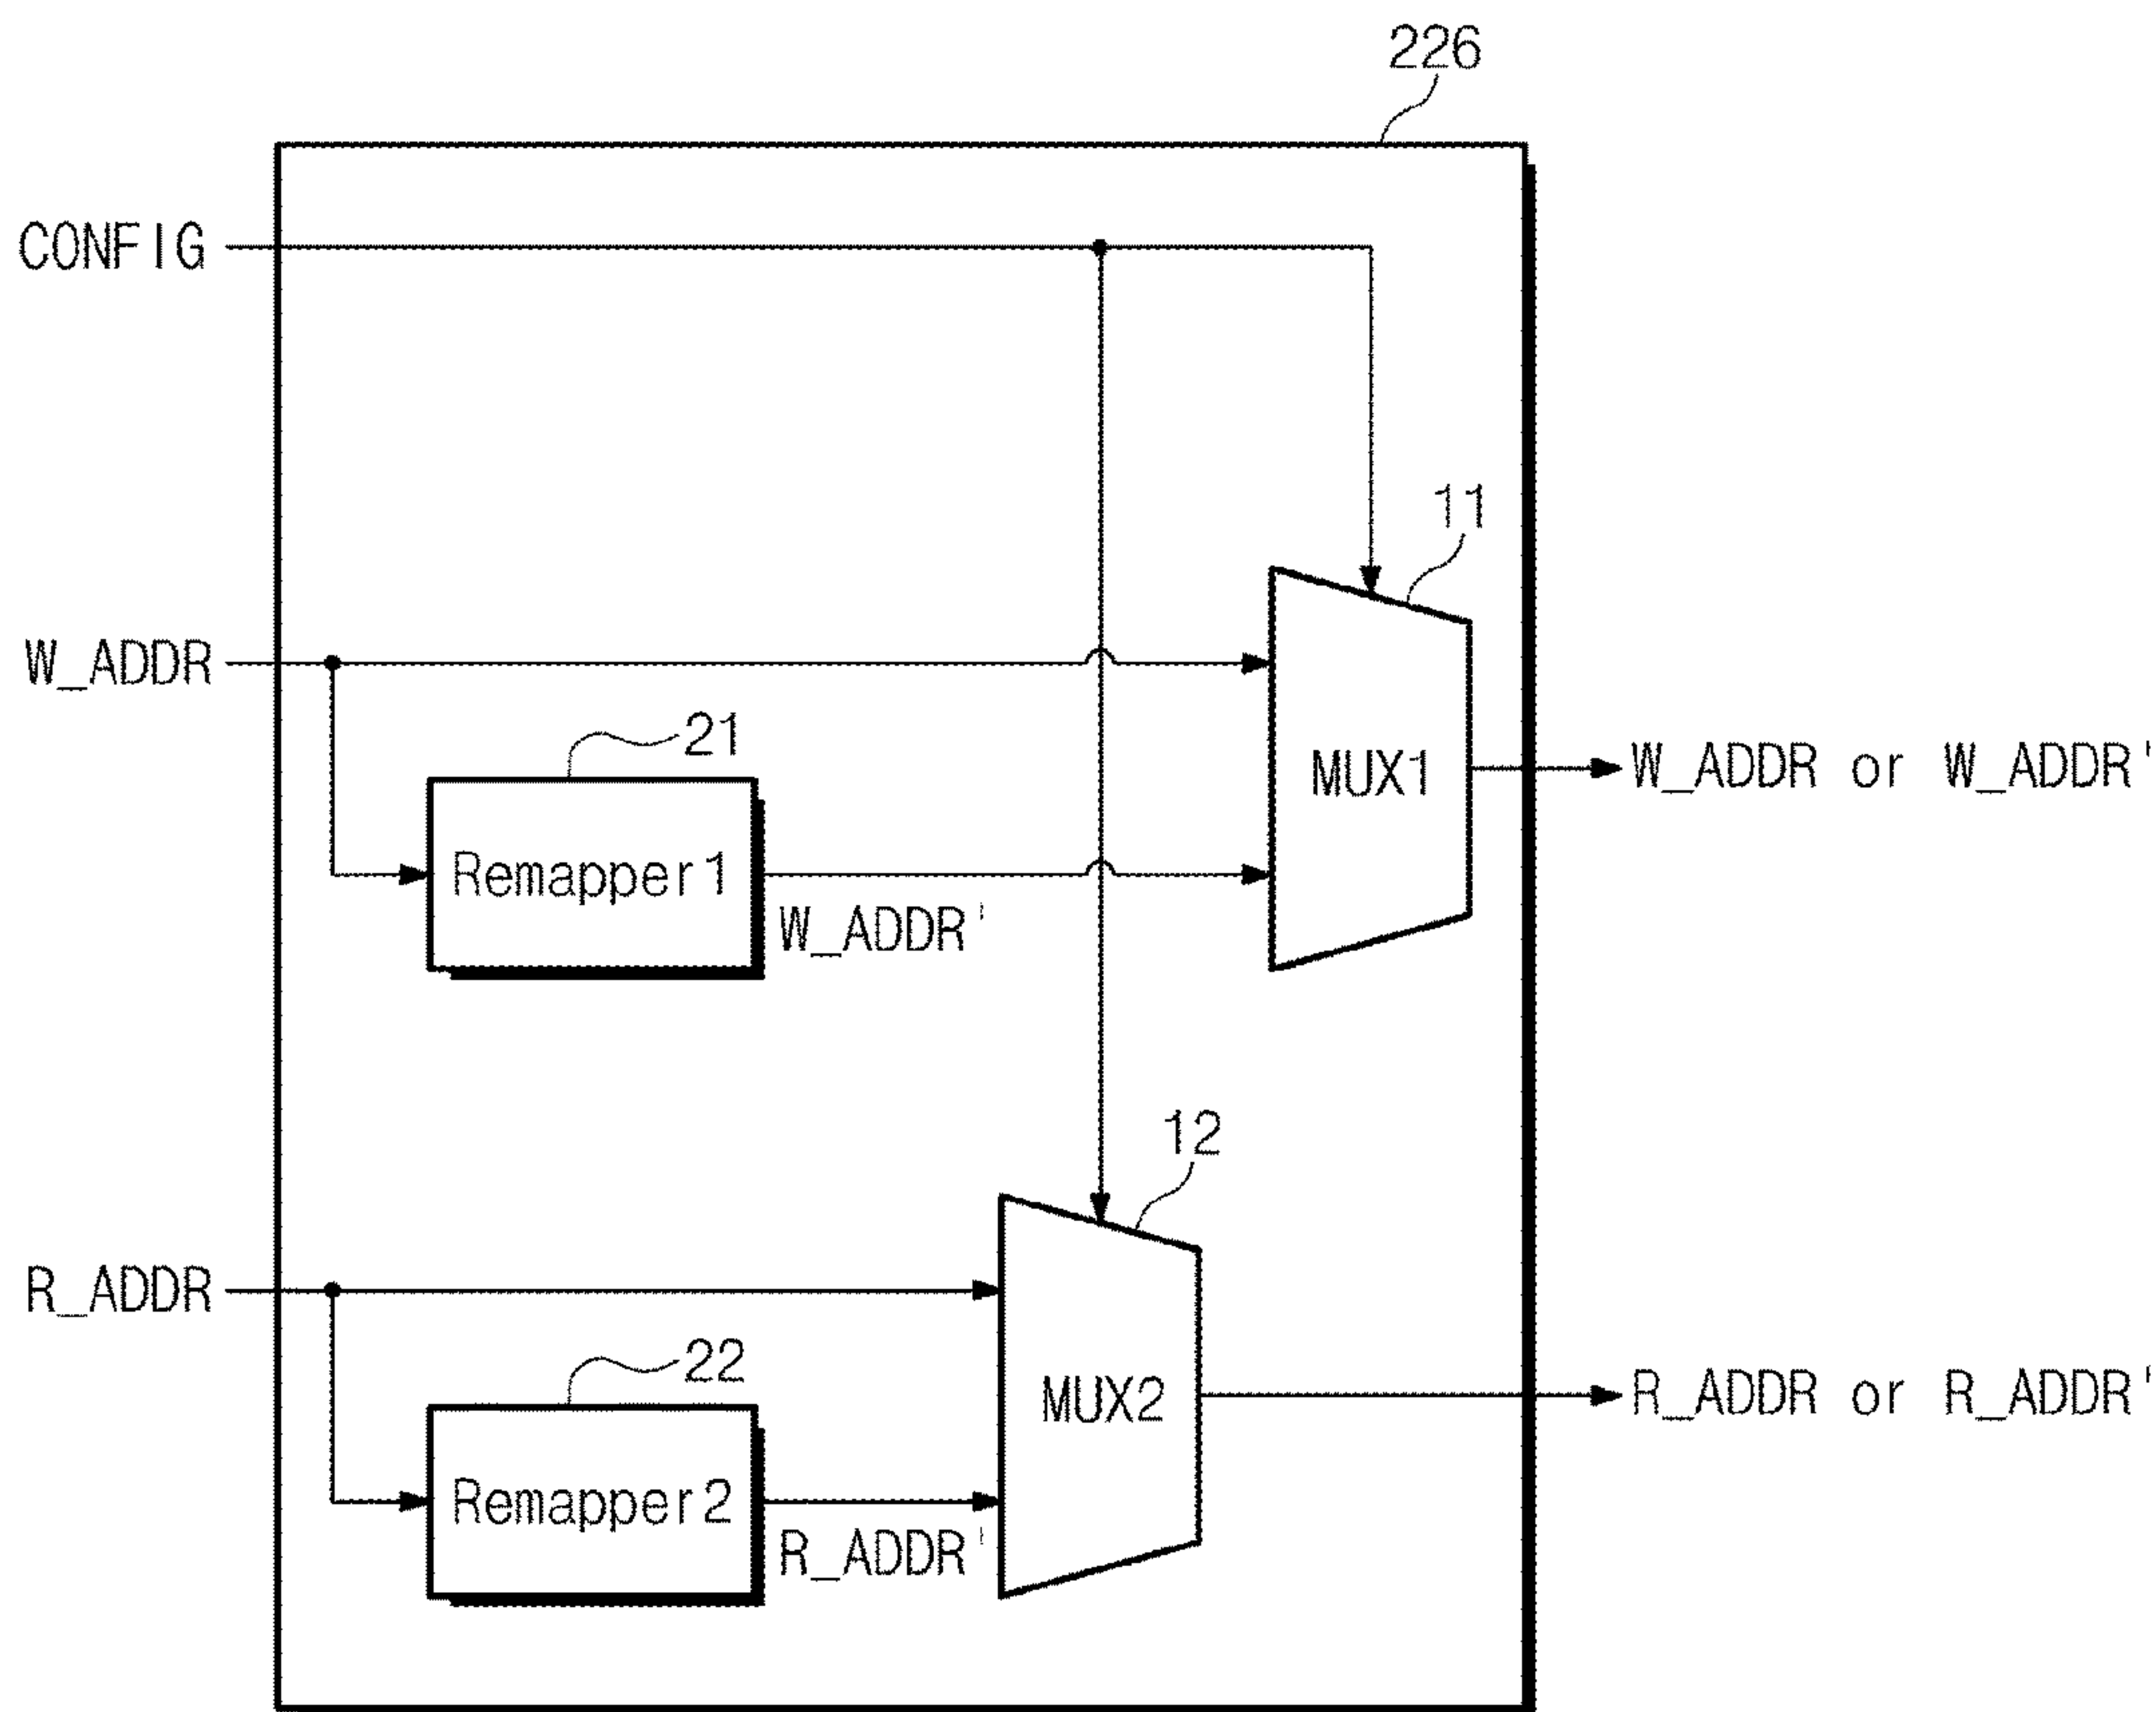 226
CONFIG
11
W_ADDR
21
MUX1
W_ADDR or W_ADDR'
Remapper1
W_ADDR'
12
R_ADDR
22
MUX2
R_ADDR or R_ADDR'
Remapper2
R_ADDR'